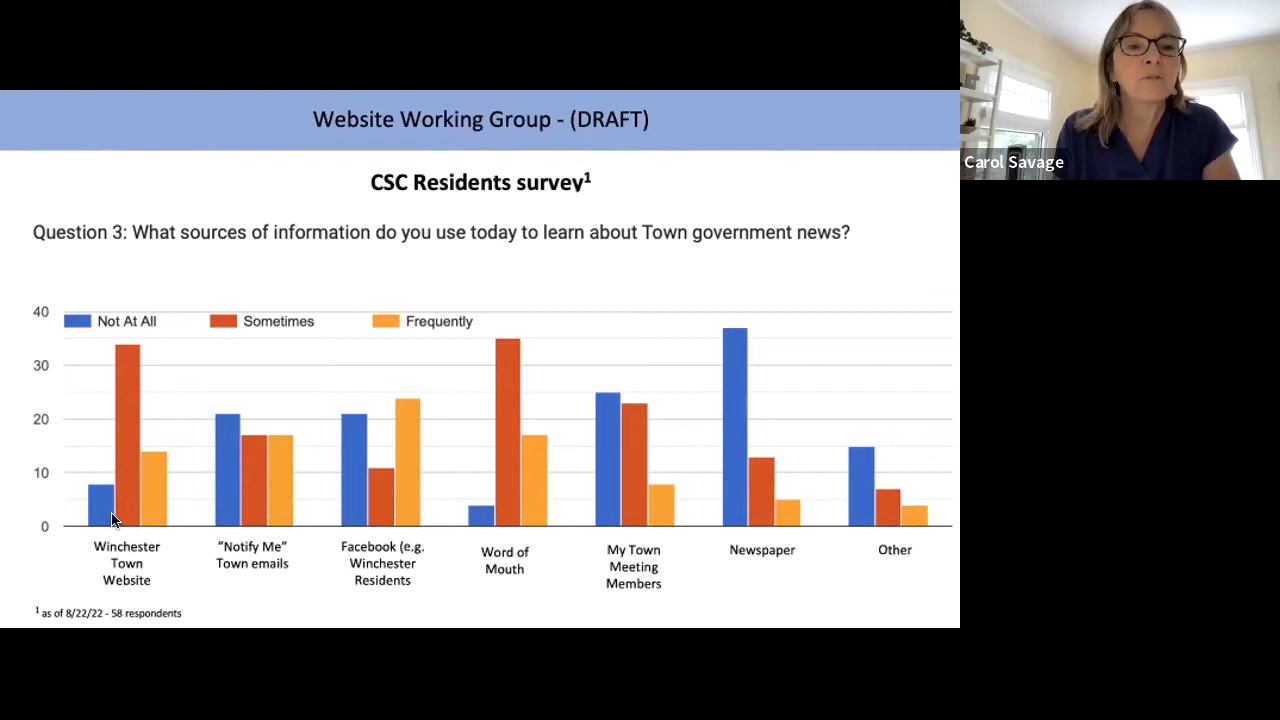 Website Working Group - (DRAFT)
Carol Savage
CSC Residents survey¹
Question 3: What sources of information do you use today to learn about Town government news?
40
Not At All
Sometimes
Frequently
30
20
10
0
Winchester
Town
Website
“Notify Me”
Town emails
Facebook (e.g.
Winchester
Residents
Word of
Mouth
My Town
Meeting
Members
Newspaper
Other
¹ as of 8/22/22 - 58 respondents